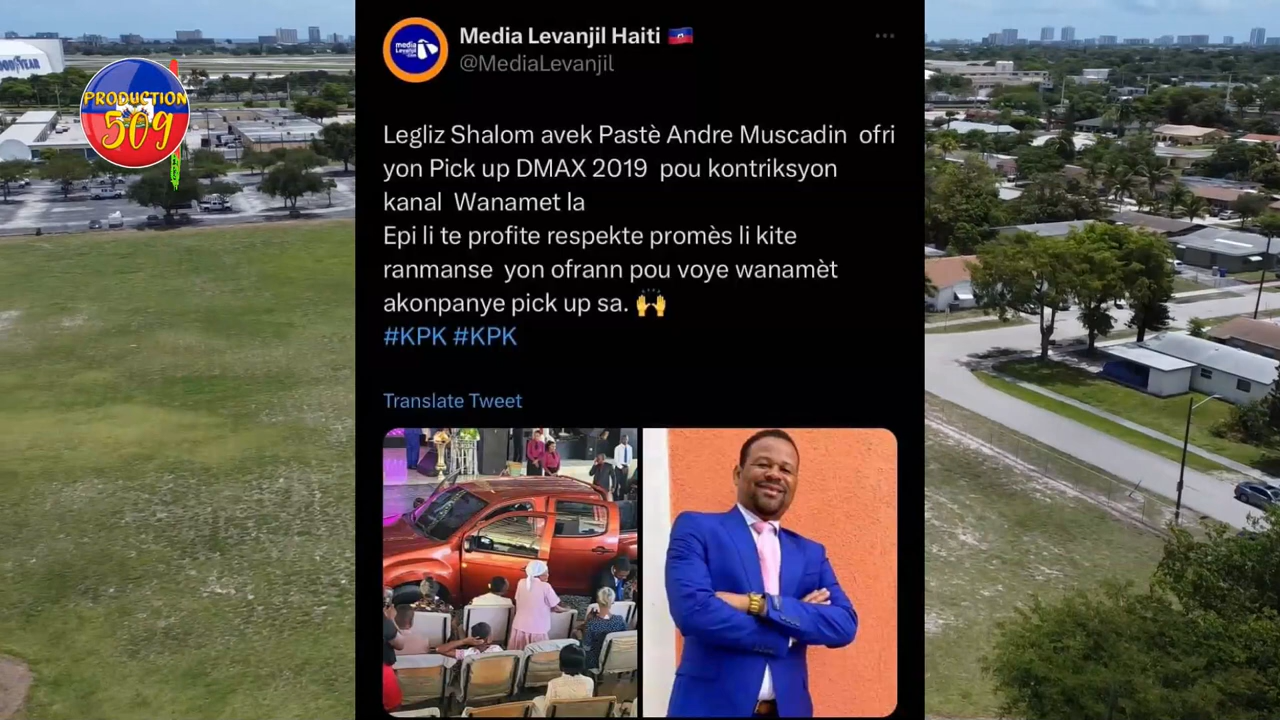 GOODYEAR
PRODUCTION
509
media
Levanjil
Media Levanjil Haiti 🇭🇹
@MediaLevanjil
Legliz Shalom avek Pastè Andre Muscadin ofri
yon Pick up DMAX 2019 pou kontriksyon
kanal Wanamet la
Epi li te profite respekte promès li kite
ranmanse yon ofrann pou voye wanamèt
akonpanye pick up sa. 🙌
#KPK #KPK
Translate Tweet